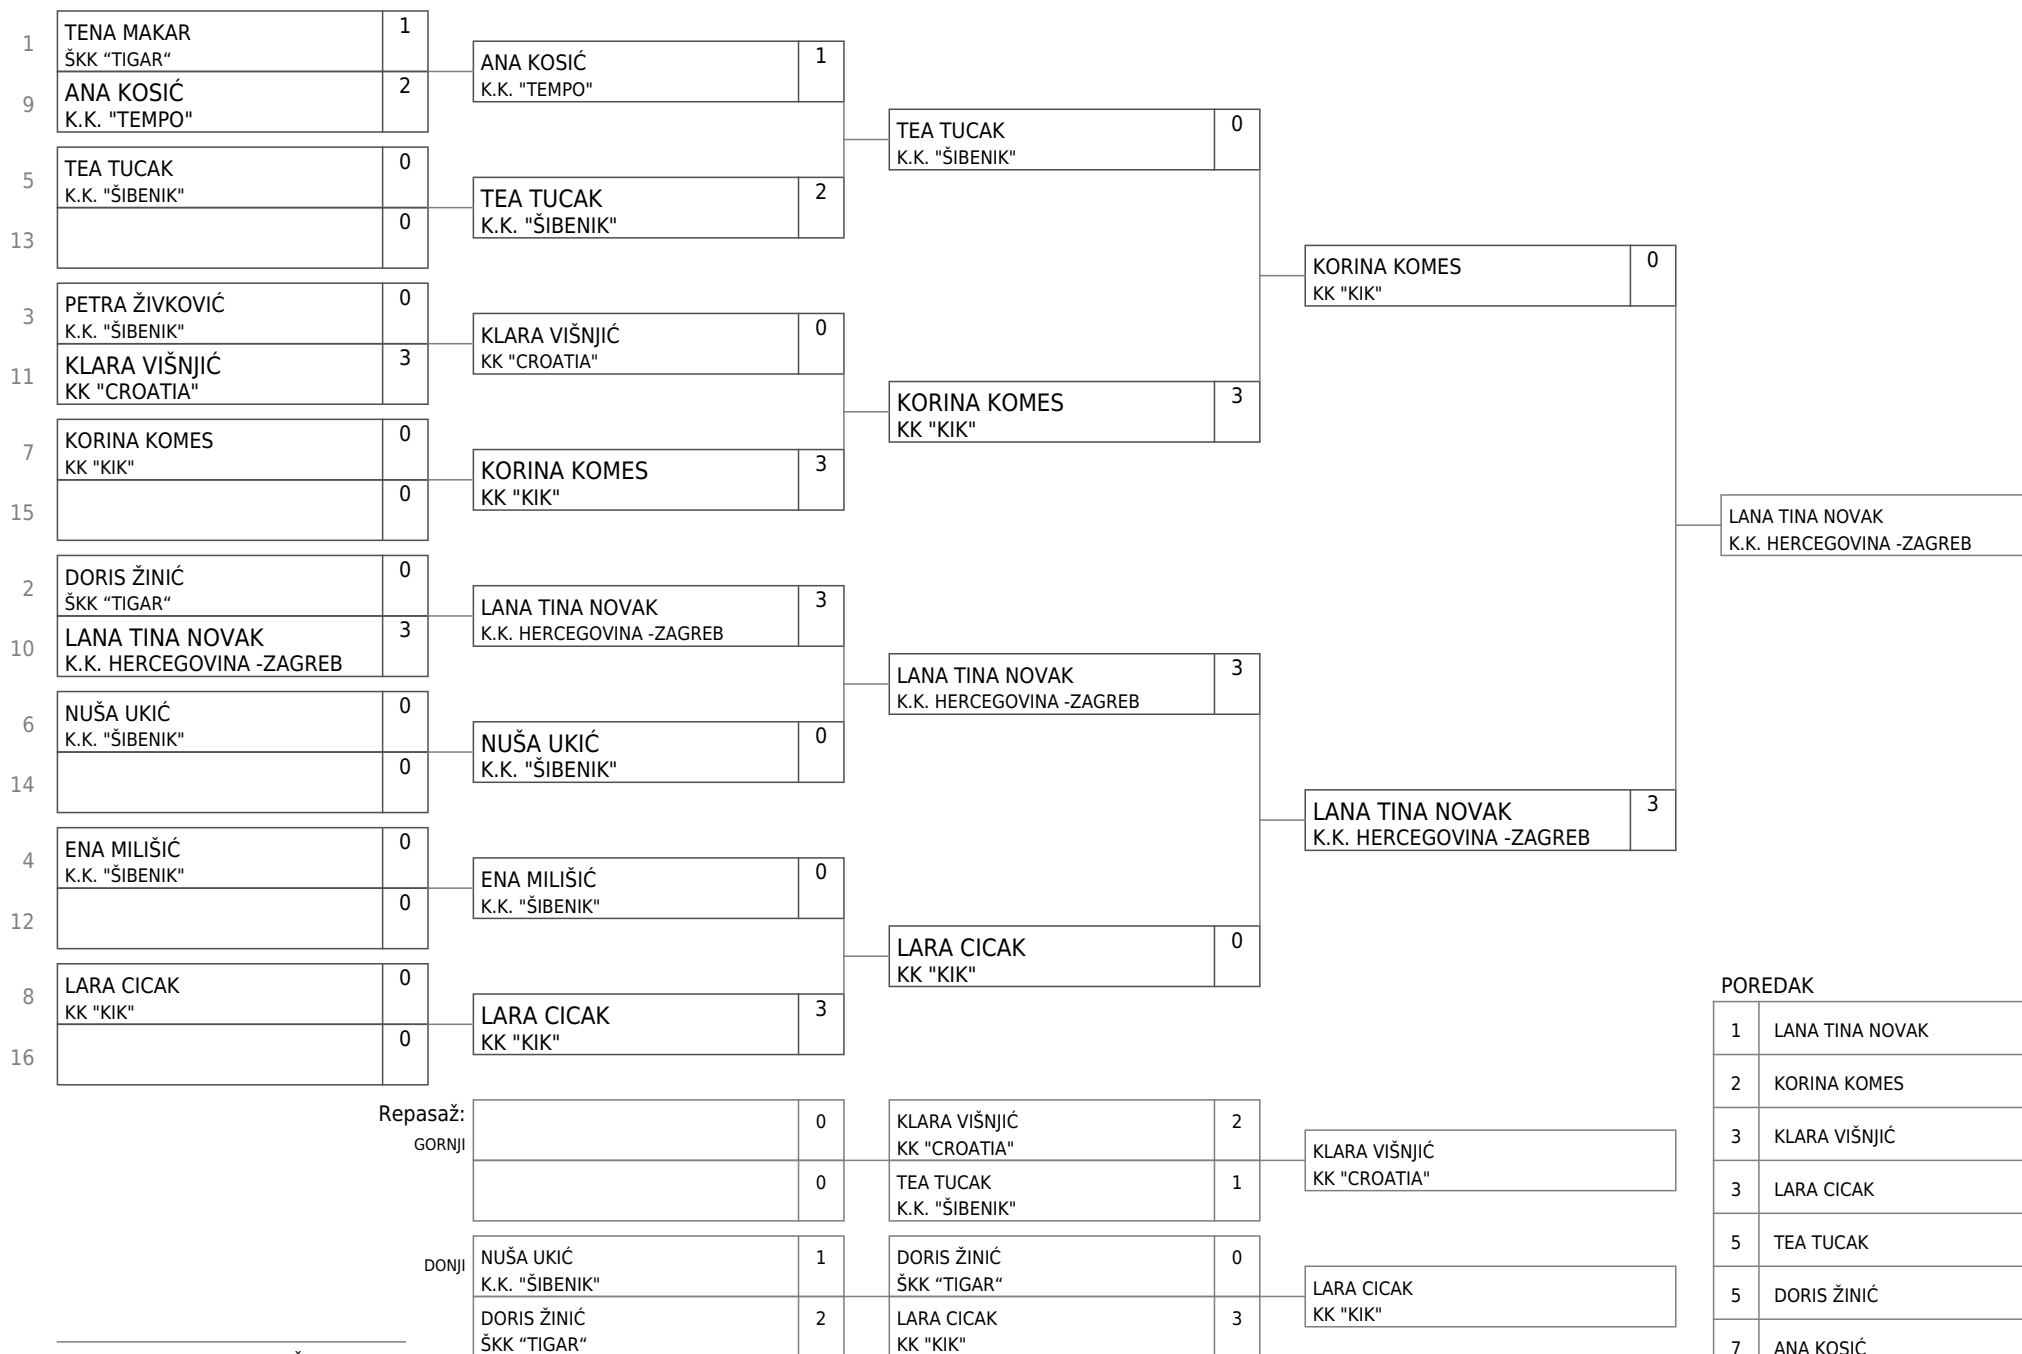 1
TENA MAKAR
1
ŠKK “TIGAR“
9
ANA KOSIĆ
2
K.K. "TEMPO"
5
TEA TUCAK
0
K.K. "ŠIBENIK"
13
0
3
PETRA ŽIVKOVIĆ
0
K.K. "ŠIBENIK"
11
KLARA VIŠNJIĆ
3
KK "CROATIA"
7
KORINA KOMES
0
KK "KIK"
15
0
2
DORIS ŽINIĆ
0
ŠKK “TIGAR“
10
LANA TINA NOVAK
3
K.K. HERCEGOVINA -ZAGREB
6
NUŠA UKIĆ
0
K.K. "ŠIBENIK"
14
0
4
ENA MILIŠIĆ
0
K.K. "ŠIBENIK"
12
0
8
LARA CICAK
0
KK "KIK"
16
0
ANA KOSIĆ
1
K.K. "TEMPO"
TEA TUCAK
2
K.K. "ŠIBENIK"
KLARA VIŠNJIĆ
0
KK "CROATIA"
KORINA KOMES
3
KK "KIK"
LANA TINA NOVAK
3
K.K. HERCEGOVINA -ZAGREB
NUŠA UKIĆ
0
K.K. "ŠIBENIK"
ENA MILIŠIĆ
0
K.K. "ŠIBENIK"
LARA CICAK
3
KK "KIK"
TEA TUCAK
0
K.K. "ŠIBENIK"
KORINA KOMES
3
KK "KIK"
LANA TINA NOVAK
3
K.K. HERCEGOVINA -ZAGREB
LARA CICAK
0
KK "KIK"
KORINA KOMES
0
KK "KIK"
LANA TINA NOVAK
3
K.K. HERCEGOVINA -ZAGREB
LANA TINA NOVAK
K.K. HERCEGOVINA -ZAGREB
Repasaž:
GORNJI
0
0
KLARA VIŠNJIĆ
2
KK "CROATIA"
TEA TUCAK
1
K.K. "ŠIBENIK"
KLARA VIŠNJIĆ
KK "CROATIA"
DONJI
NUŠA UKIĆ
1
K.K. "ŠIBENIK"
DORIS ŽINIĆ
2
ŠKK “TIGAR“
DORIS ŽINIĆ
0
ŠKK “TIGAR“
LARA CICAK
3
KK "KIK"
LARA CICAK
KK "KIK"
POREDAK
1 LANA TINA NOVAK
2 KORINA KOMES
3 KLARA VIŠNJIĆ
3 LARA CICAK
5 TEA TUCAK
5 DORIS ŽINIĆ
7 ANA KOSIĆ